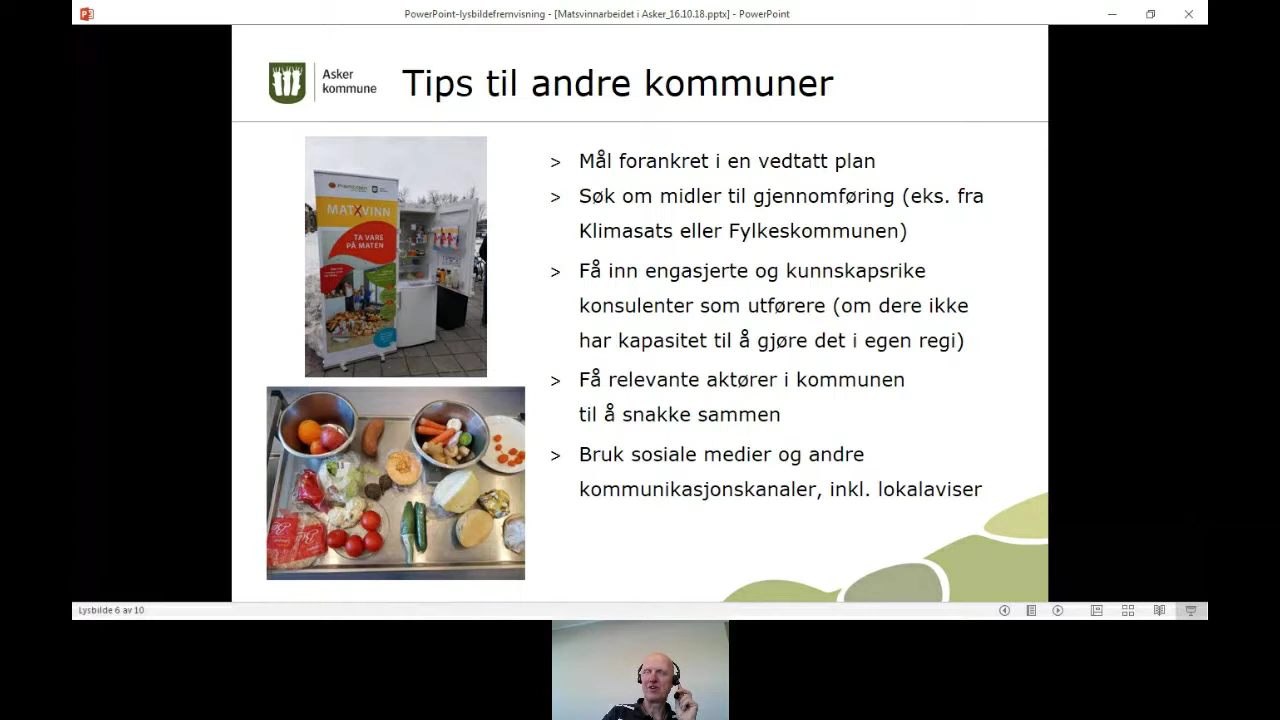 PowerPoint-lysbildefremvisning - [Matsvinnarbeidet i Asker_16.10.18.pptx] - PowerPoint
Asker
kommune
Tips til andre kommuner
MATXVINN
TA VARE
PÅ MATEN
> Mål forankret i en vedtatt plan
> Søk om midler til gjennomføring (eks. fra
Klimasats eller Fylkeskommunen)
> Få inn engasjerte og kunnskapsrike
konsulenter som utførere (om dere ikke
har kapasitet til å gjøre det i egen regi)
> Få relevante aktører i kommunen
til å snakke sammen
> Bruk sosiale medier og andre
kommunikasjonskanaler, inkl. lokalaviser
Lysbilde 6 av 10